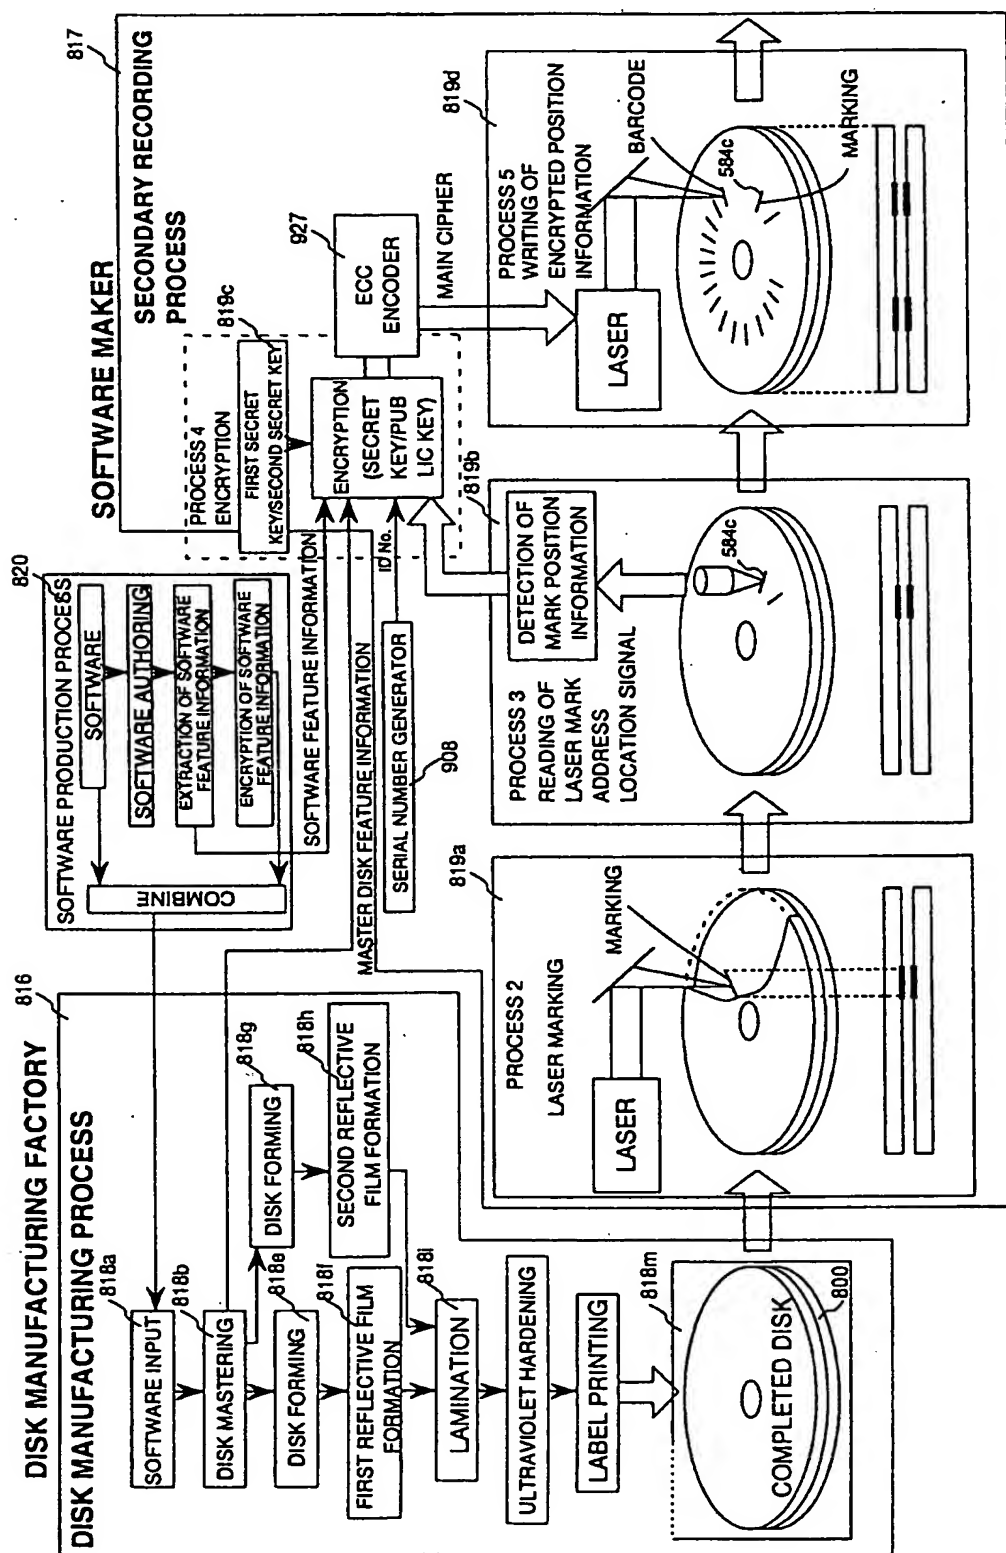 DISK MANUFACTURING FACTORY
DISK MANUFACTURING PROCESS
816
818a
SOFTWARE INPUT
818b
DISK MASTERING
818e
DISK FORMING
818g
DISK FORMING
818f
FIRST REFLECTIVE FILM
FORMATION
818h
SECOND REFLECTIVE
FILM FORMATION
818i
LAMINATION
ULTRAVIOLET HARDENING
LABEL PRINTING
818m
COMPLETED DISK
800
SOFTWARE PRODUCTION PROCESS
820
SOFTWARE
SOFTWARE AUTHORING
EXTRACTION OF SOFTWARE
FEATURE INFORMATION
ENCRYPTION OF SOFTWARE
FEATURE INFORMATION
COMBINE
SOFTWARE FEATURE INFORMATION
MASTER DISK FEATURE INFORMATION
ID No.
SERIAL NUMBER GENERATOR
908
SOFTWARE MAKER
817
SECONDARY RECORDING
PROCESS
PROCESS 4
ENCRYPTION
819c
FIRST SECRET
KEY/SECOND SECRET KEY
ENCRYPTION
(SECRET
KEY/PUB
LIC KEY)
927
ECC
ENCODER
MAIN CIPHER
PROCESS 2
LASER MARKING
819a
LASER
MARKING
PROCESS 3
READING OF
LASER MARK
ADDRESS
LOCATION SIGNAL
819b
DETECTION OF
MARK POSITION
INFORMATION
584c
PROCESS 5
WRITING OF
ENCRYPTED POSITION
INFORMATION
819d
LASER
BARCODE
584c
MARKING